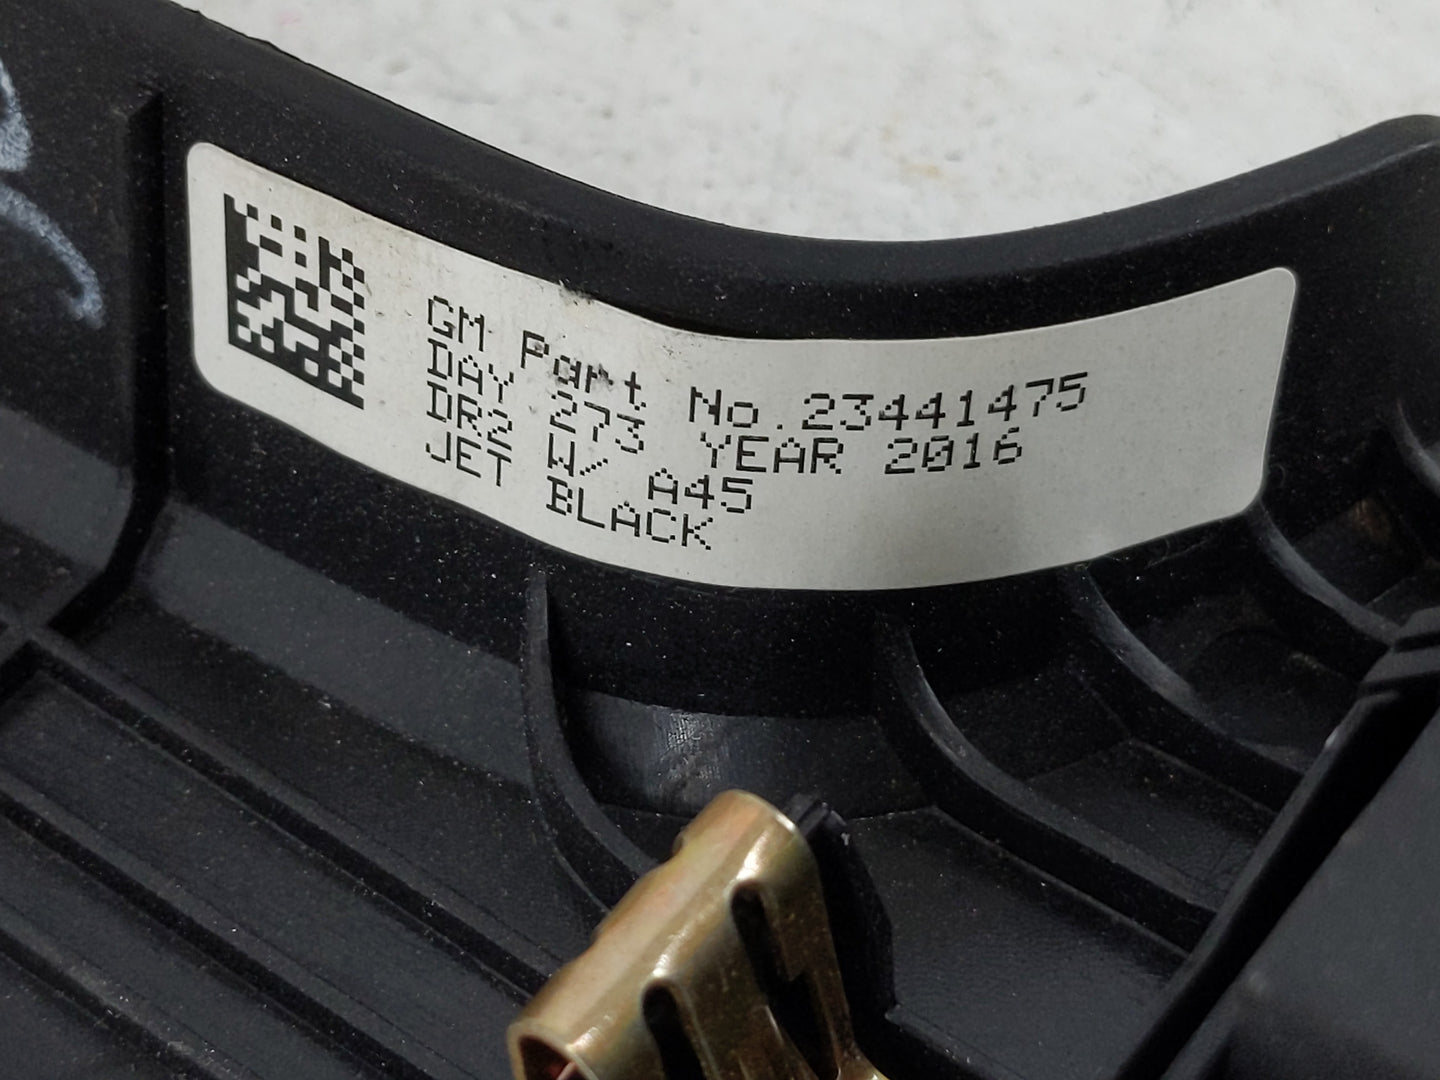 GM Part No.23441475
DAY 273 YEAR 2016
DR2 W/ A45
JET BLACK